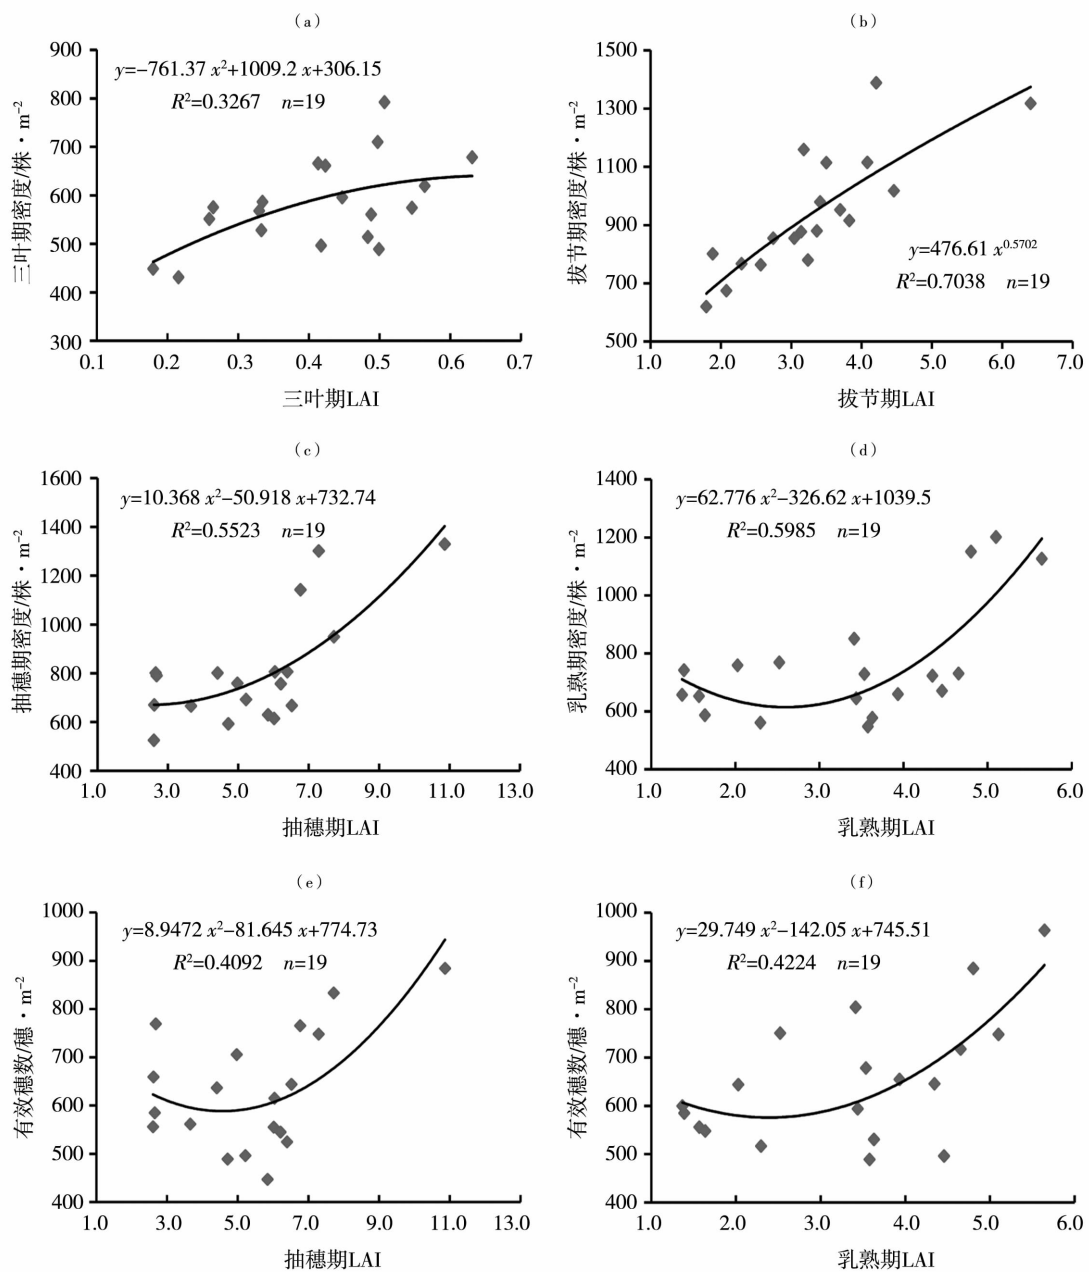 (a)
y=−761.37 x²+1009.2 x+306.15
R²=0.3267 n=19
三叶期密度/株·m⁻²
900
800
700
600
500
400
300
0.1 0.2 0.3 0.4 0.5 0.6 0.7
三叶期LAI
(b)
y=476.61 x^0.5702
R²=0.7038 n=19
拔节期密度/株·m⁻²
1500
1300
1100
900
700
500
1.0 2.0 3.0 4.0 5.0 6.0 7.0
拔节期LAI
(c)
y=10.368 x²−50.918 x+732.74
R²=0.5523 n=19
抽穗期密度/株·m⁻²
1600
1400
1200
1000
800
600
400
1.0 3.0 5.0 7.0 9.0 11.0 13.0
抽穗期LAI
(d)
y=62.776 x²−326.62 x+1039.5
R²=0.5985 n=19
乳熟期密度/株·m⁻²
1400
1200
1000
800
600
400
1.0 2.0 3.0 4.0 5.0 6.0
乳熟期LAI
(e)
y=8.9472 x²−81.645 x+774.73
R²=0.4092 n=19
有效穗数/穗·m⁻²
1000
900
800
700
600
500
400
1.0 3.0 5.0 7.0 9.0 11.0 13.0
抽穗期LAI
(f)
y=29.749 x²−142.05 x+745.51
R²=0.4224 n=19
有效穗数/穗·m⁻²
1000
900
800
700
600
500
400
1.0 2.0 3.0 4.0 5.0 6.0
乳熟期LAI